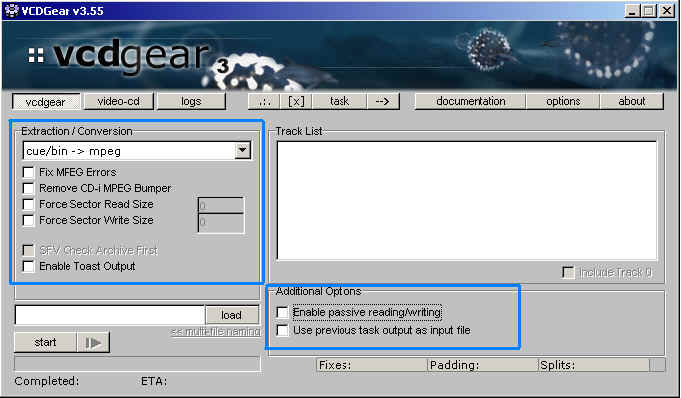 VCDGear v3.55
:: vcdgear 3
vcdgear video-cd logs .:. [x] task --> documentation options about
Extraction / Conversion
cue/bin -> mpeg
Fix MFEG Errors
Remove CD-i MPEG Bumper
Force Sector Read Size 0
Force Sector Write Size 0
SFV Check Archive First
Enable Toast Output
Track List
Include Track 0
Additional Optons
Enable passive reading/writing
Use previous task output as input file
load
<< multi-file naming
start
Fixes: Padding: Splits:
Completed: ETA: